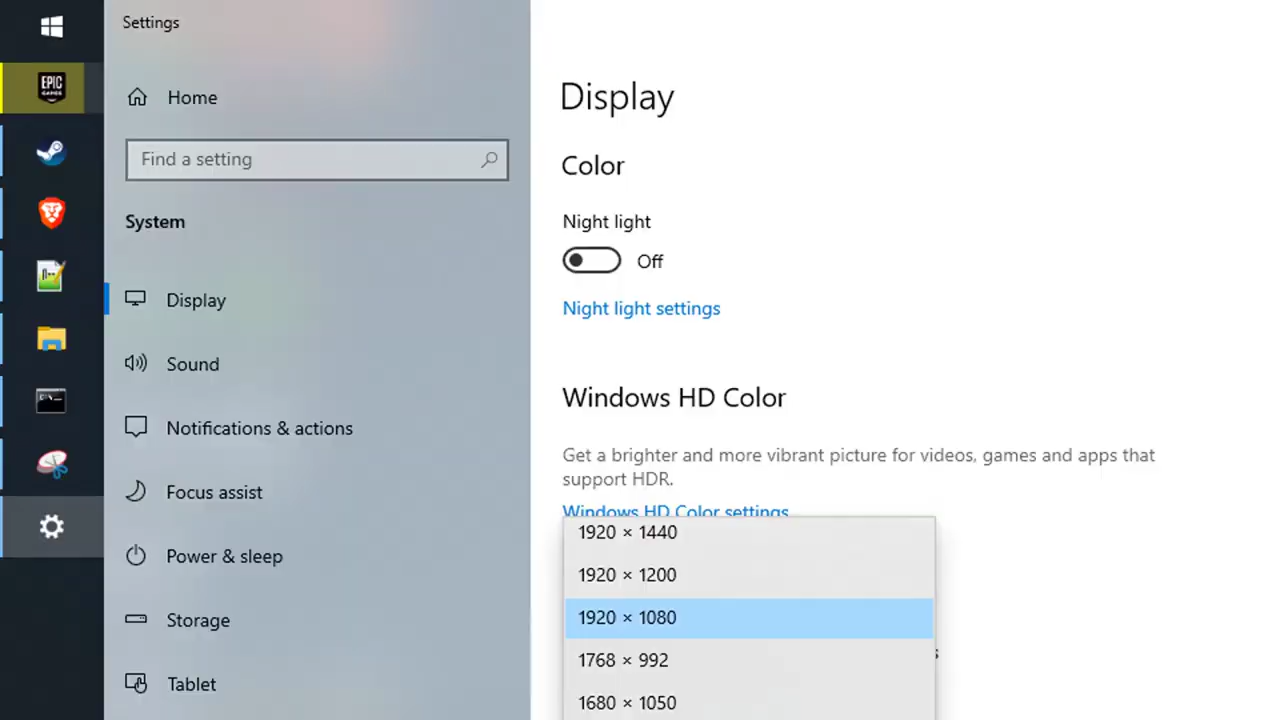 Settings
EPIC
GAMES
Home
Find a setting
System
Display
Sound
Notifications & actions
Focus assist
Power & sleep
Storage
Tablet
Display
Color
Night light
Off
Night light settings
Windows HD Color
Get a brighter and more vibrant picture for videos, games and apps that
support HDR.
Windows HD Color settings
1920 × 1440
1920 × 1200
1920 × 1080
1768 × 992
1680 × 1050